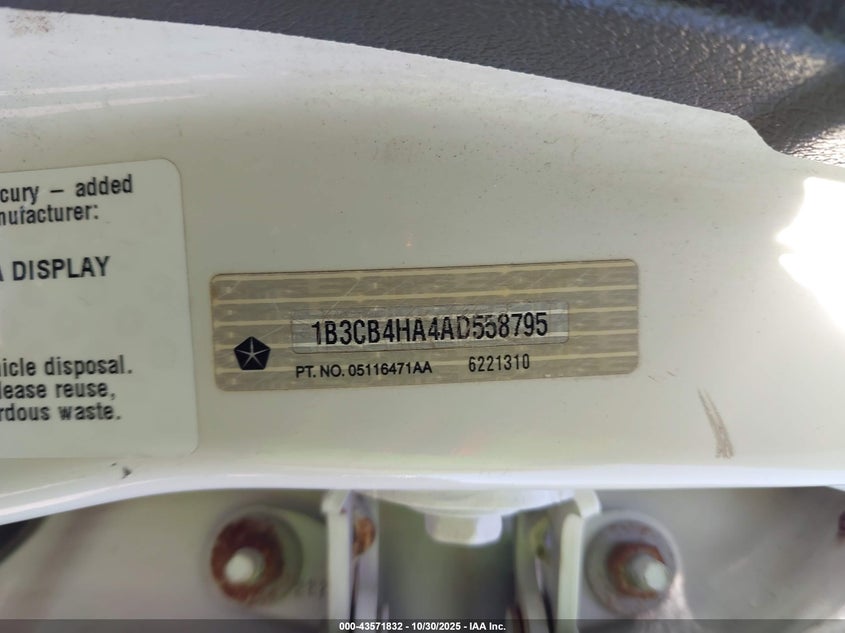 cury – added
nufacturer:
A DISPLAY
hicle disposal.
lease reuse,
rdous waste.
1B3CB4HA4AD558795
PT. NO. 05116471AA 6221310
000-43571832 - 10/30/2025 - IAA Inc.